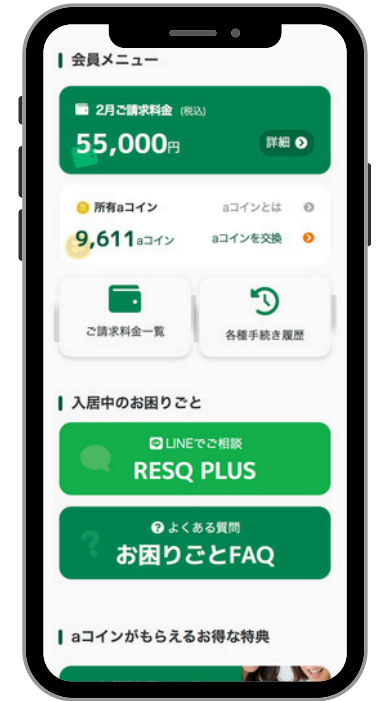 会員メニュー
2月ご請求料金 (税込)
55,000円
詳細
所有aコイン
aコインとは
9,611aコイン
aコインを交換
ご請求料金一覧
各種手続き履歴
入居中のお困りごと
LINEでご相談
RESQ PLUS
よくある質問
お困りごとFAQ
aコインがもらえるお得な特典